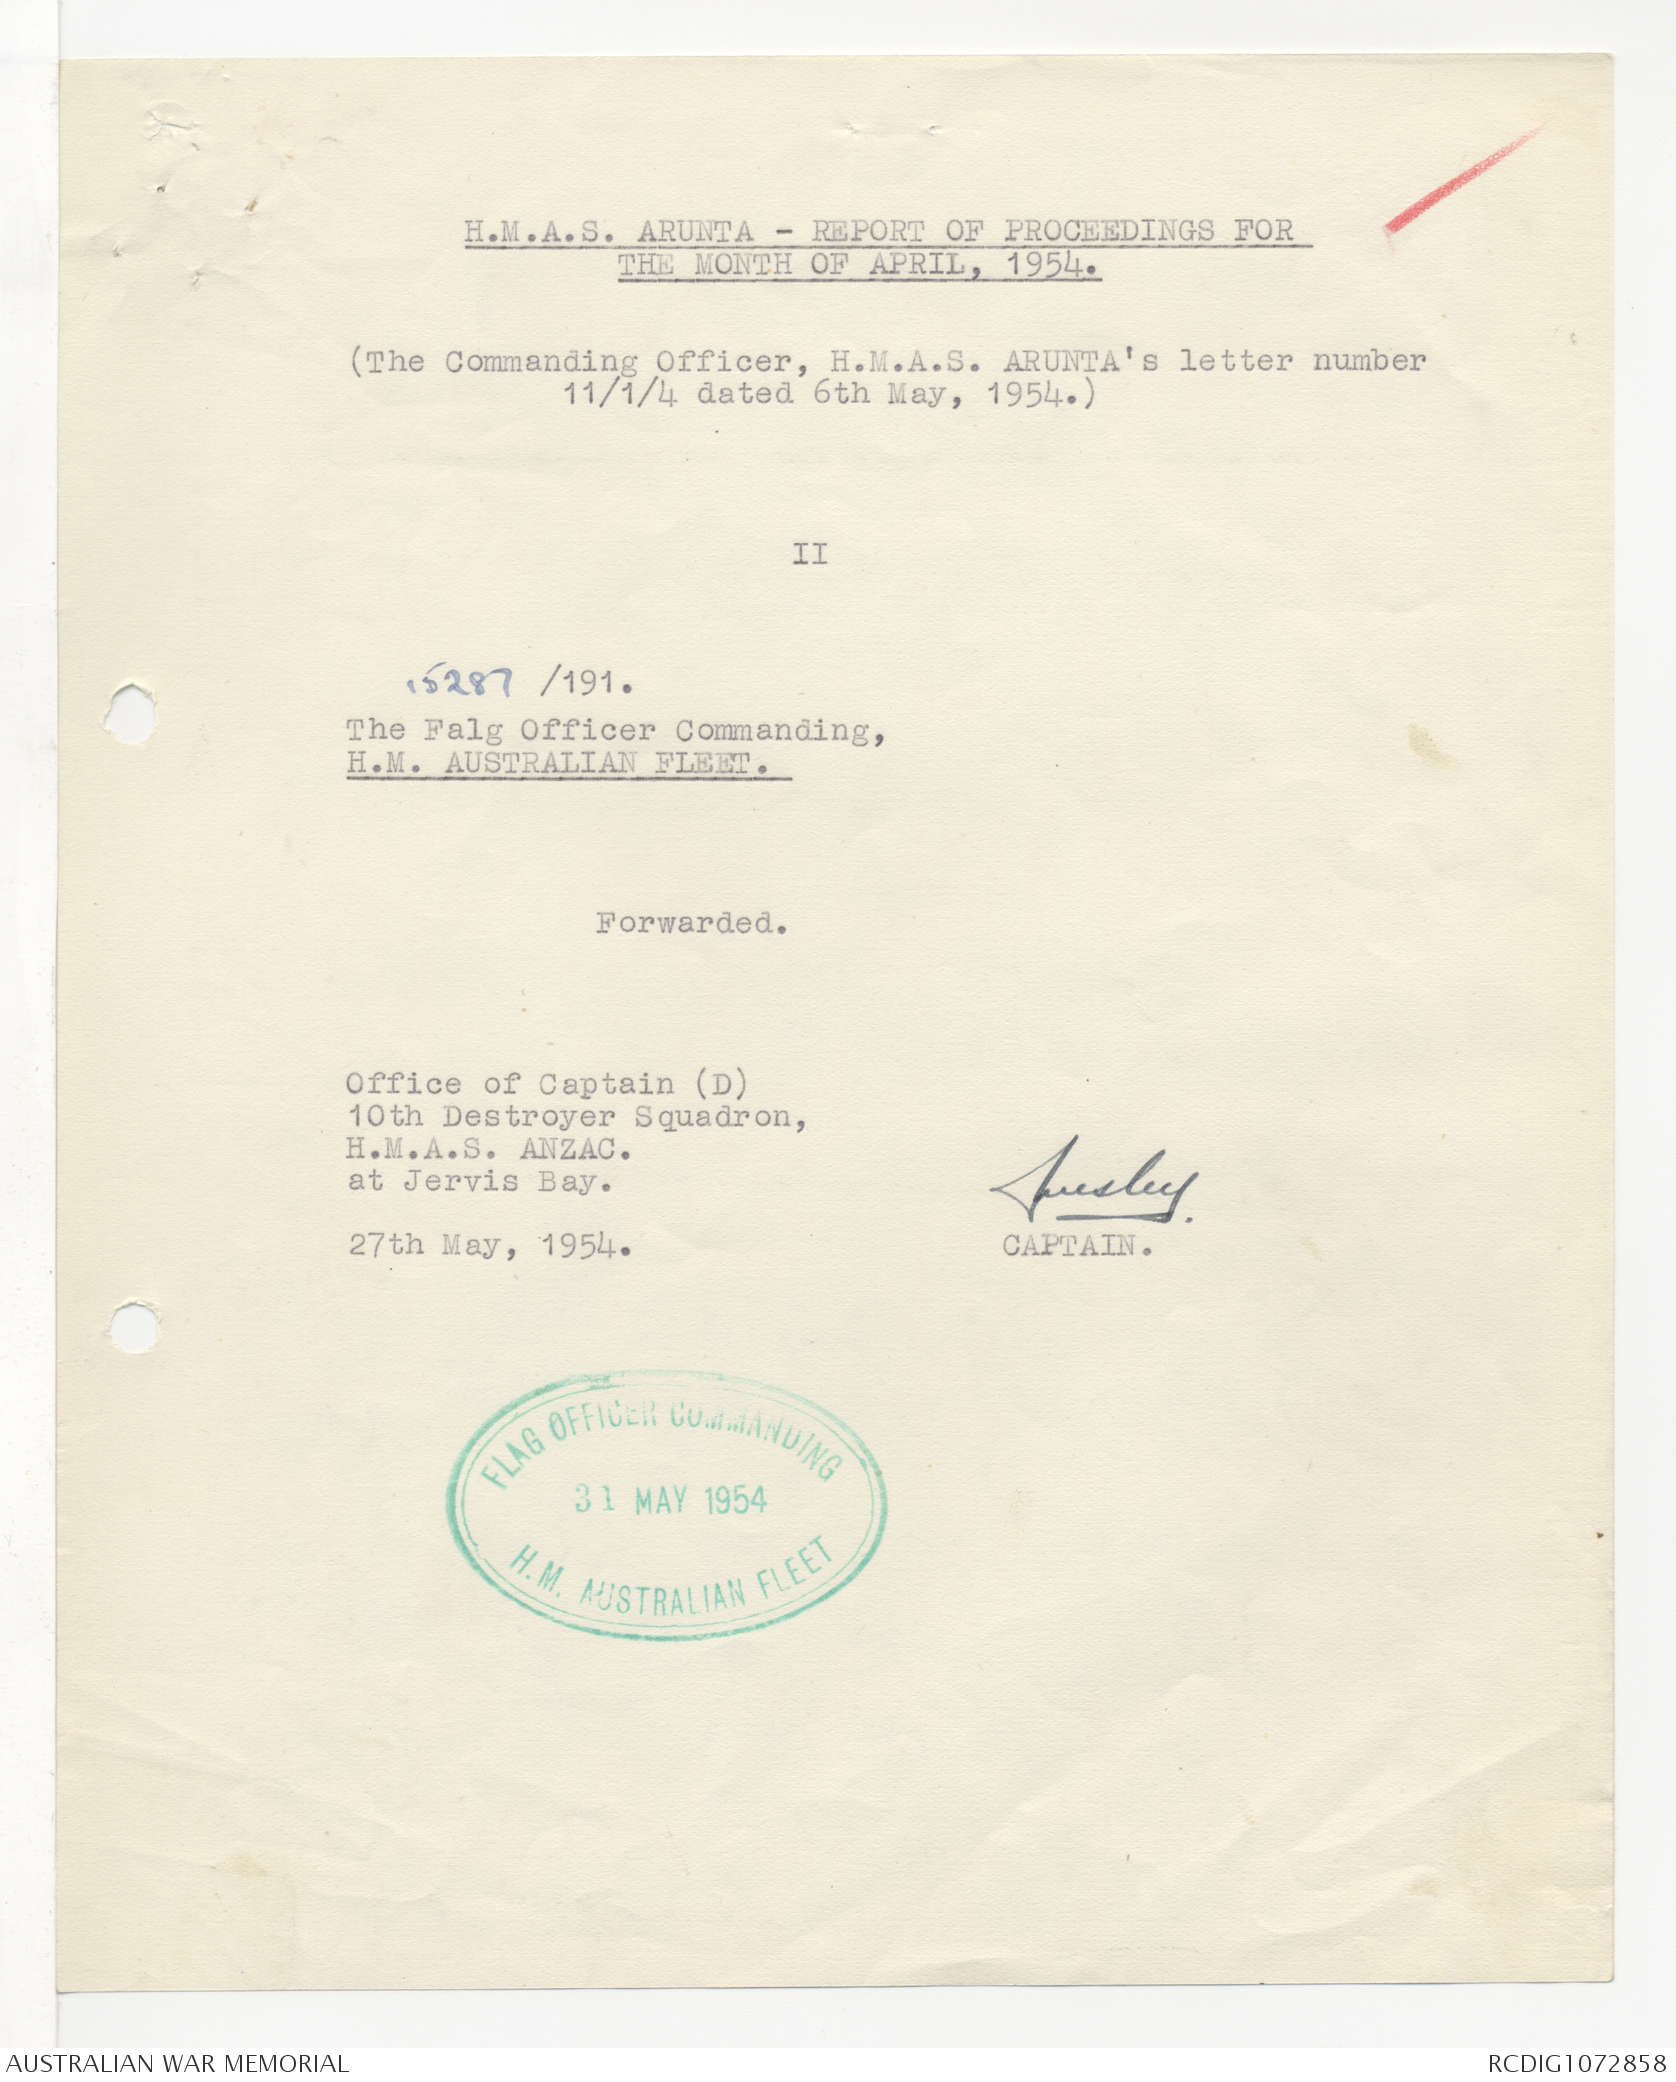 H.M.A.S. ARUNTA - REPORT OF PROCEEDINGS FOR
THE MONTH OF APRIL, 1954.
(The Commanding Officer, H.M.A.S. ARUNTA's letter number
11/1/4 dated 6th May, 1954.)
II
15287 /191.
The Falg Officer Commanding,
H.M. AUSTRALIAN FLEET.
Forwarded.
Office of Captain (D)
10th Destroyer Squadron,
H.M.A.S. ANZAC.
at Jervis Bay.
27th May, 1954.
CAPTAIN.
FLAG OFFICER COMMANDING
31 MAY 1954
H.M. AUSTRALIAN FLEET
AUSTRALIAN WAR MEMORIAL
RCDIG1072858